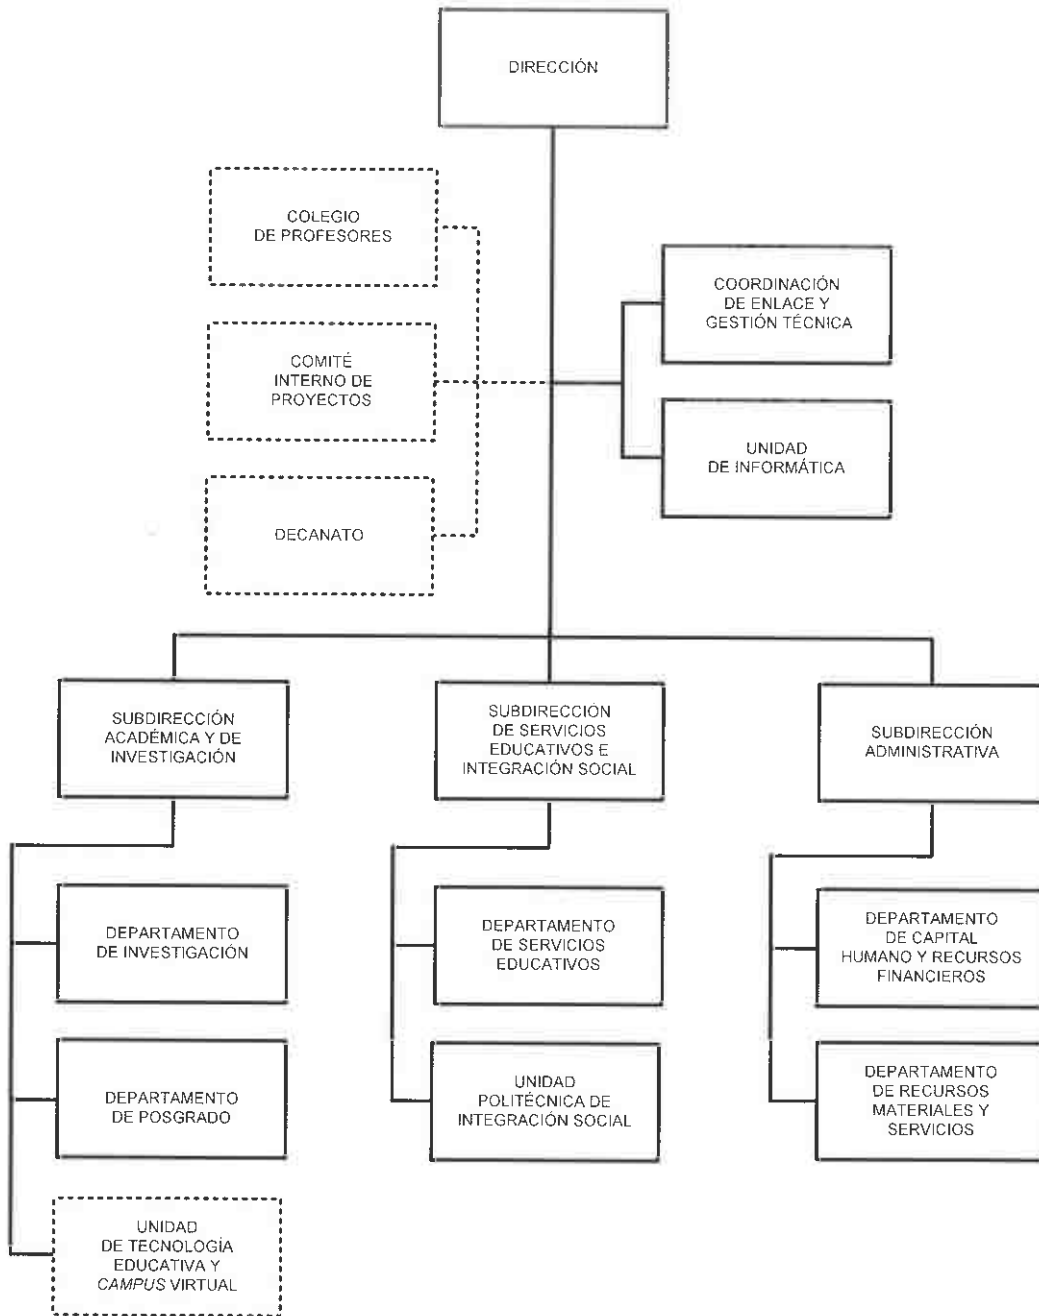 DIRECCIÓN
COLEGIO
DE PROFESORES
COORDINACIÓN
DE ENLACE Y
GESTIÓN TÉCNICA
COMITÉ
INTERNO DE
PROYECTOS
UNIDAD
DE INFORMÁTICA
DECANATO
SUBDIRECCIÓN
ACADÉMICA Y DE
INVESTIGACIÓN
SUBDIRECCIÓN
DE SERVICIOS
EDUCATIVOS E
INTEGRACIÓN SOCIAL
SUBDIRECCIÓN
ADMINISTRATIVA
DEPARTAMENTO
DE INVESTIGACIÓN
DEPARTAMENTO
DE SERVICIOS
EDUCATIVOS
DEPARTAMENTO
DE CAPITAL
HUMANO Y RECURSOS
FINANCIEROS
DEPARTAMENTO
DE POSGRADO
UNIDAD
POLITÉCNICA DE
INTEGRACIÓN SOCIAL
DEPARTAMENTO
DE RECURSOS
MATERIALES Y
SERVICIOS
UNIDAD
DE TECNOLOGÍA
EDUCATIVA Y
CAMPUS VIRTUAL